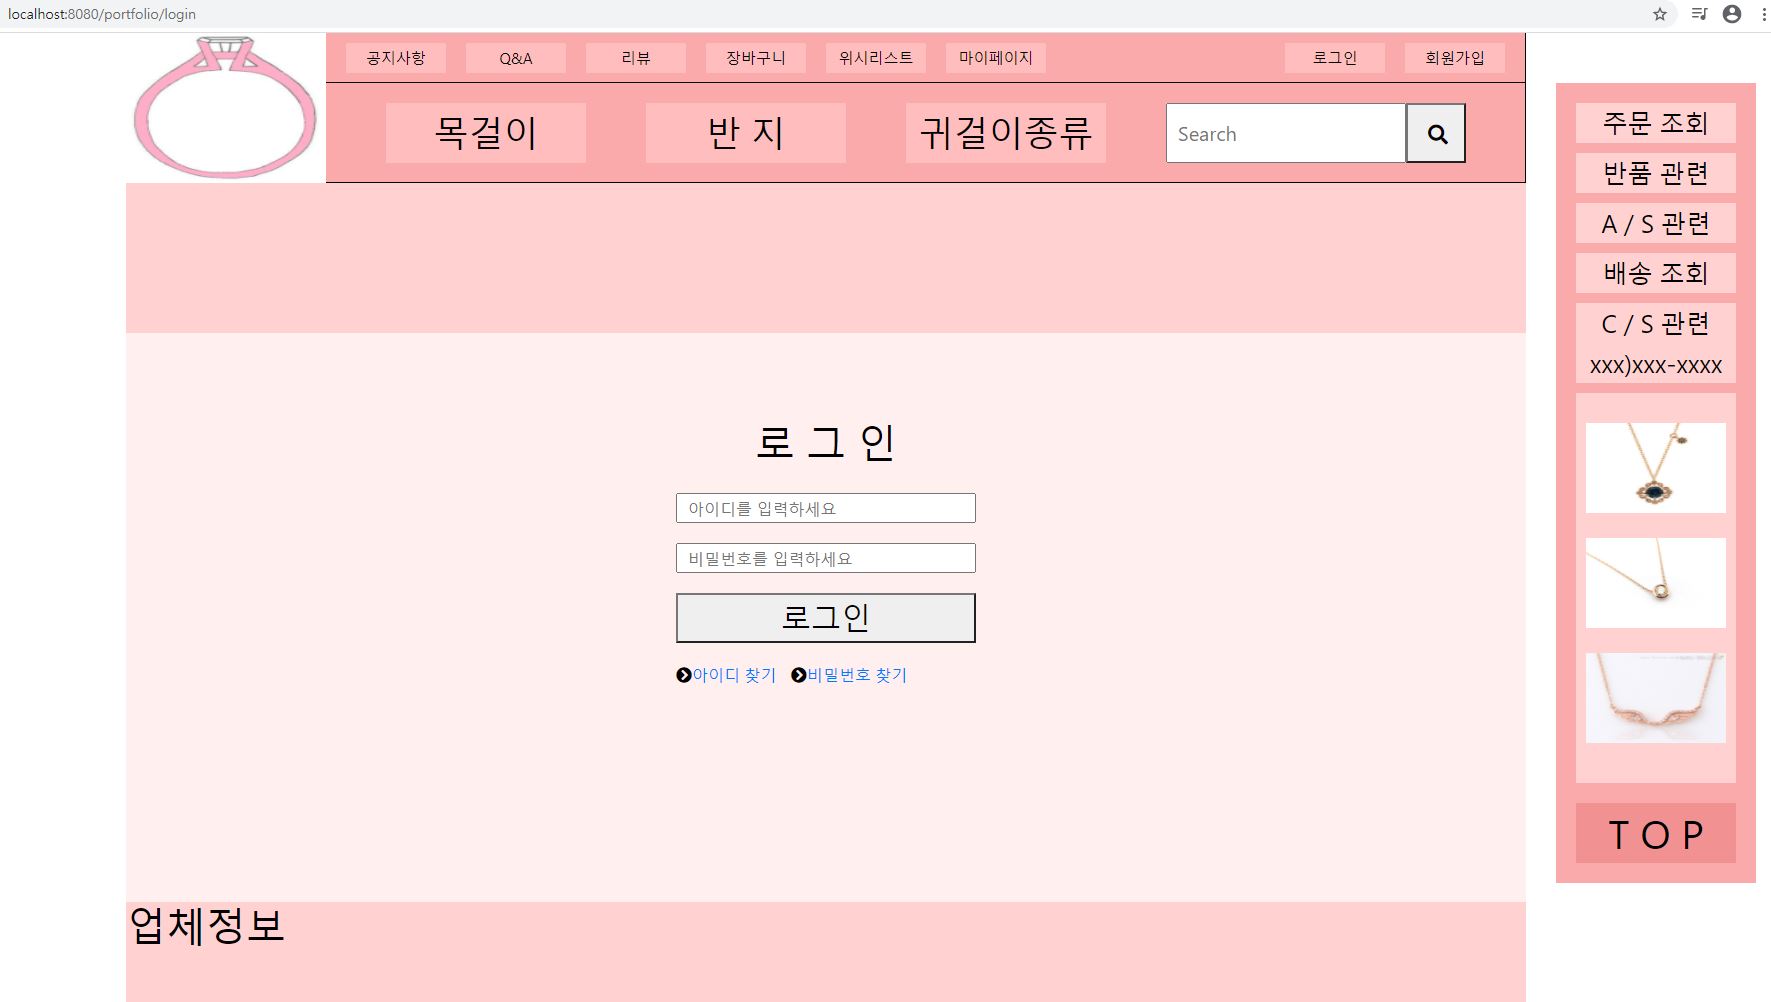 localhost:8080/portfolio/login
공지사항 Q&A 리뷰 장바구니 위시리스트 마이페이지 로그인 회원가입
목걸이 반 지 귀걸이종류 Search
주문 조회
반품 관련
A / S 관련
배송 조회
C / S 관련
xxx)xxx-xxxx
로 그 인
아이디를 입력하세요
비밀번호를 입력하세요
로그인
아이디 찾기 비밀번호 찾기
T O P
업체정보